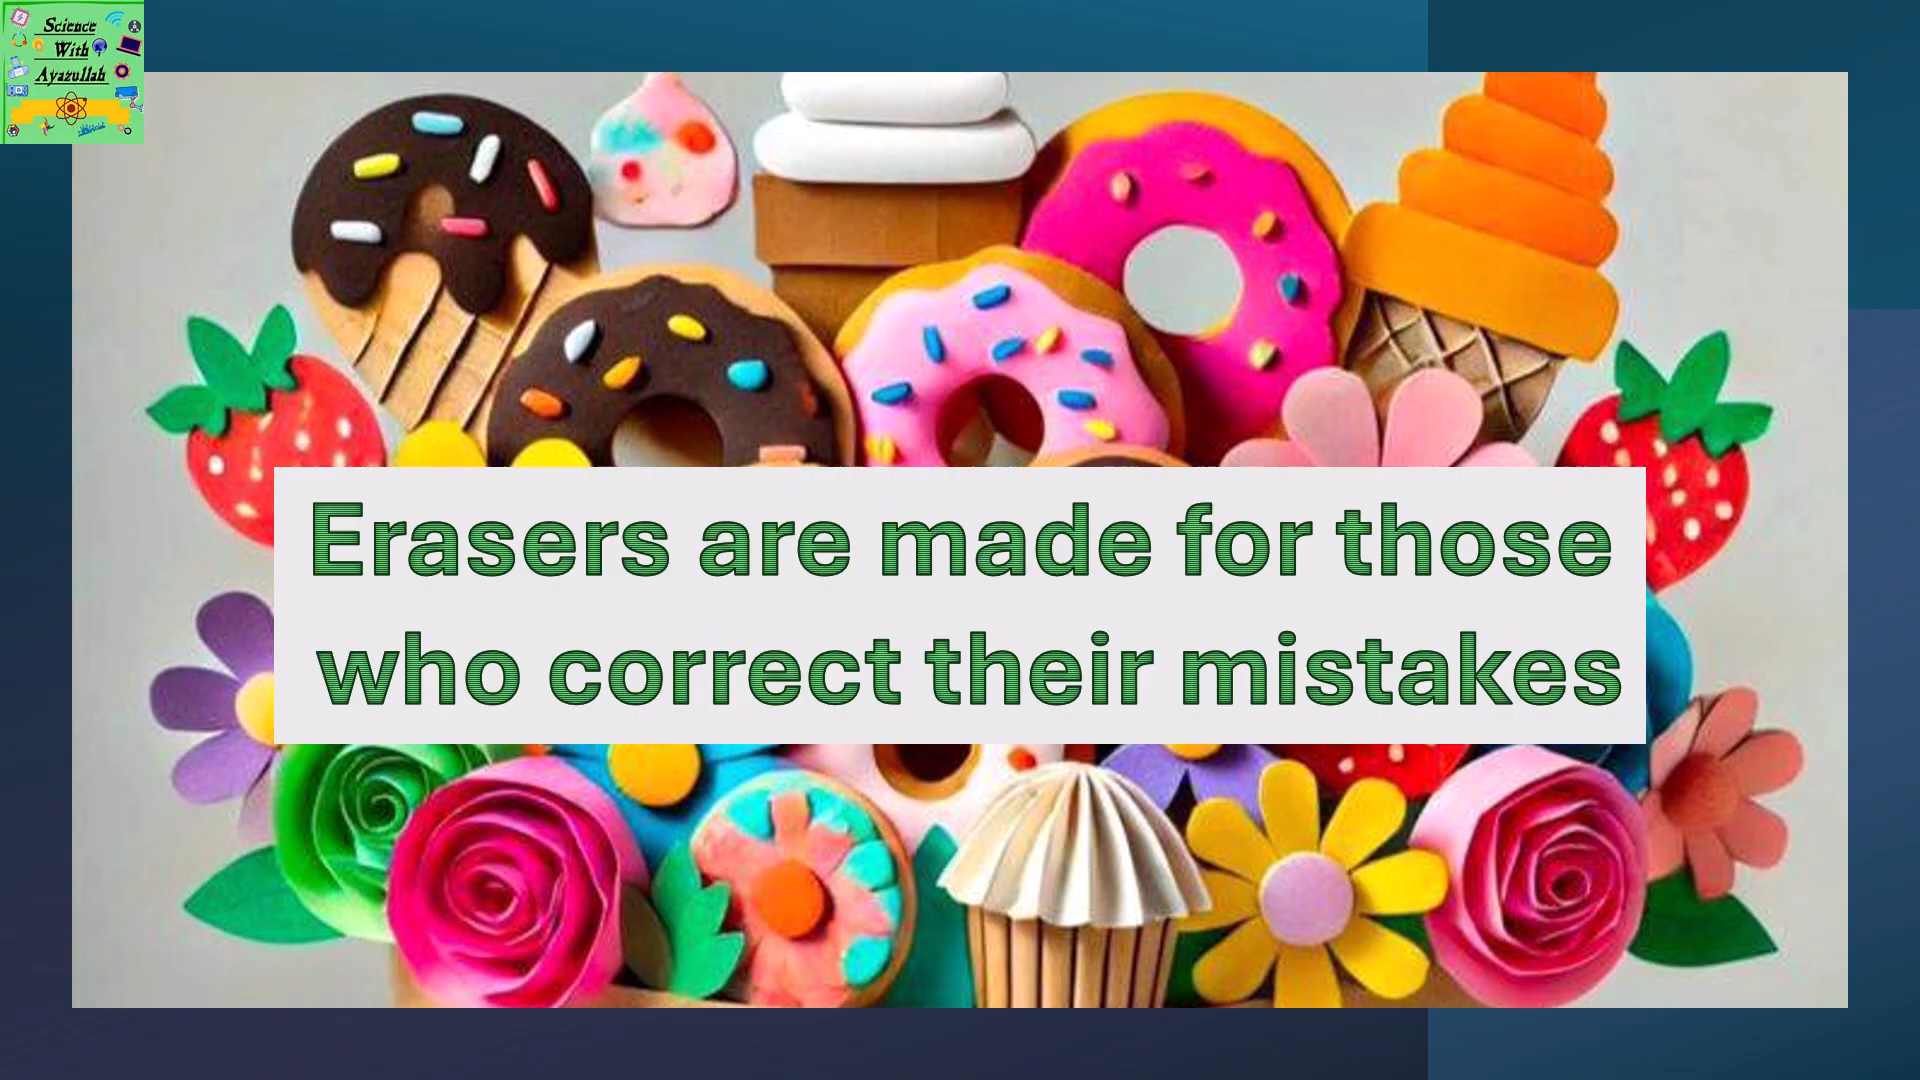 Science
With
Ayazullah
Erasers are made for those
who correct their mistakes